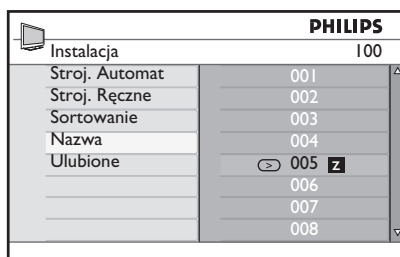 PHILIPS
Instalacja 100
Stroj. Automat 001
Stroj. Ręczne 002
Sortowanie 003
Nazwa 004
Ulubione > 005 z
006
007
008